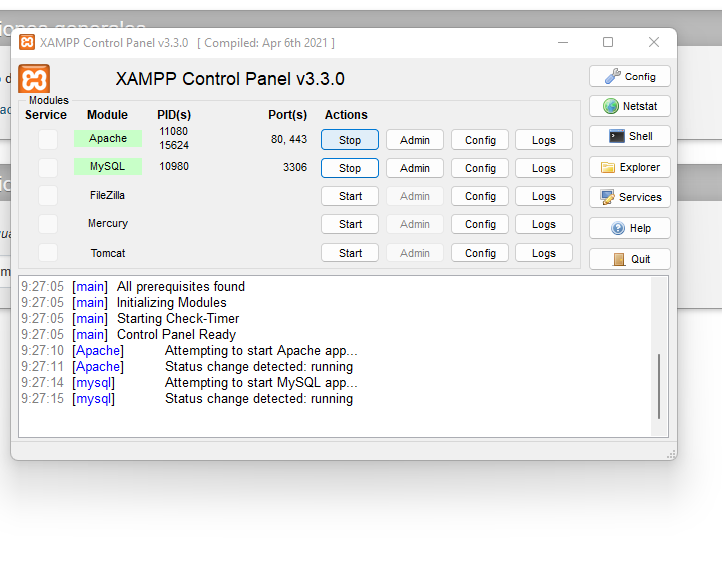 iones generales
XAMPP Control Panel v3.3.0 [ Compiled: Apr 6th 2021 ]
XAMPP Control Panel v3.3.0
Config
Modules
Service Module PID(s) Port(s) Actions
Netstat
Apache 11080 15624 80, 443 Stop Admin Config Logs
Shell
MySQL 10980 3306 Stop Admin Config Logs
Explorer
FileZilla Start Admin Config Logs
Services
Mercury Start Admin Config Logs
Help
Tomcat Start Admin Config Logs
Quit
9:27:05 [main] All prerequisites found
9:27:05 [main] Initializing Modules
9:27:05 [main] Starting Check-Timer
9:27:05 [main] Control Panel Ready
9:27:10 [Apache] Attempting to start Apache app...
9:27:11 [Apache] Status change detected: running
9:27:14 [mysql] Attempting to start MySQL app...
9:27:15 [mysql] Status change detected: running